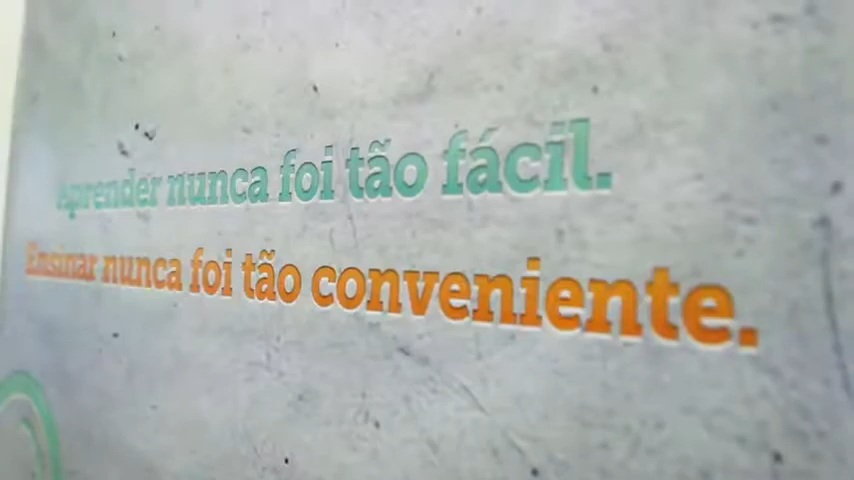 Aprender nunca foi tão fácil.
Ensinar nunca foi tão conveniente.